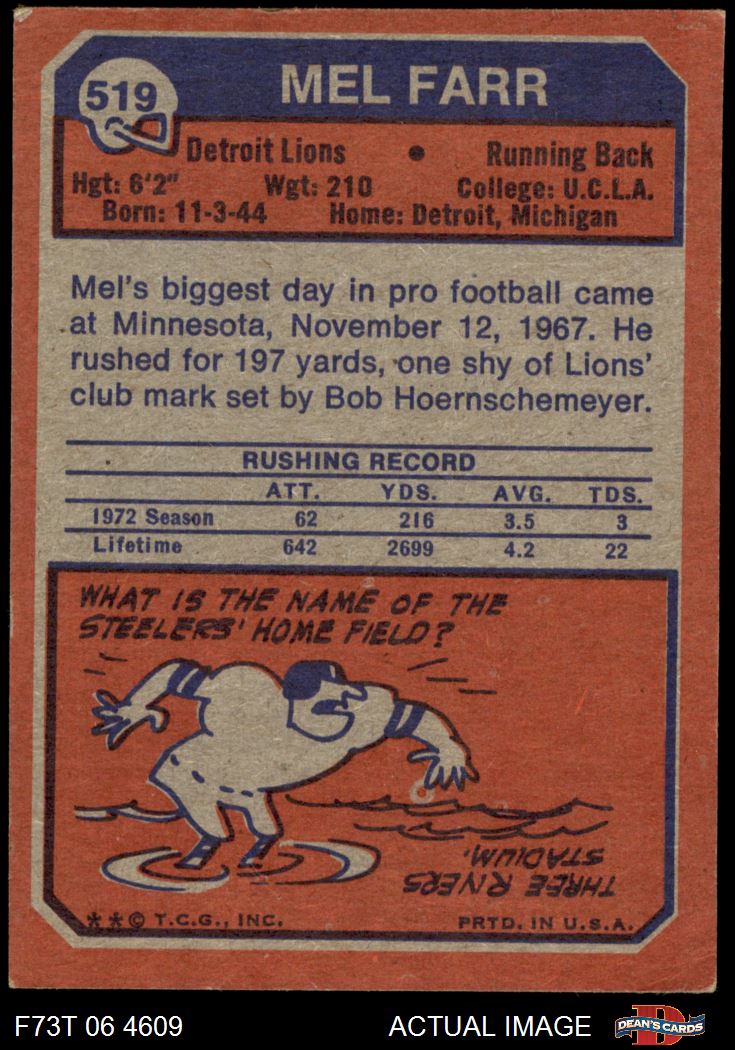 519
MEL FARR
Detroit Lions • Running Back
Hgt: 6'2" Wgt: 210 College: U.C.L.A.
Born: 11-3-44 Home: Detroit, Michigan
Mel's biggest day in pro football came
at Minnesota, November 12, 1967. He
rushed for 197 yards, one shy of Lions'
club mark set by Bob Hoernschemeyer.
RUSHING RECORD
ATT. YDS. AVG. TDS.
1972 Season 62 216 3.5 3
Lifetime 642 2699 4.2 22
WHAT IS THE NAME OF THE
STEELERS' HOME FIELD?
THREE RIVERS
STADIUM.
**© T.C.G., INC. PRTD. IN U.S.A.
F73T 06 4609 ACTUAL IMAGE
D
DEAN'S CARDS